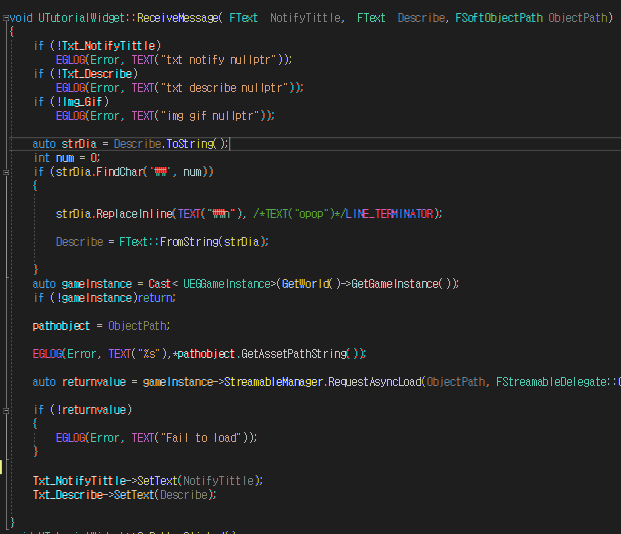 void UTutorialWidget::ReceiveMessage( FText  NotifyTittle,  FText  Describe, FSoftObjectPath ObjectPath)
{
if (!Txt_NotifyTittle)
EGLOG(Error, TEXT("txt notify nullptr"));
if (!Txt_Describe)
EGLOG(Error, TEXT("txt describe nullptr"));
if (!Img_Gif)
EGLOG(Error, TEXT("img gif nullptr"));
auto strDia = Describe.ToString();
int num = 0;
if (strDia.FindChar('₩₩', num))
{
strDia.ReplaceInline(TEXT("₩₩n"), /*TEXT("opop")*/LINE_TERMINATOR);
Describe = FText::FromString(strDia);
}
auto gameInstance = Cast< UEGGameInstance>(GetWorld()->GetGameInstance());
if (!gameInstance)return;
pathobject = ObjectPath;
EGLOG(Error, TEXT("%s"),*pathobject.GetAssetPathString());
auto returnvalue = gameInstance->StreamableManager.RequestAsyncLoad(ObjectPath, FStreamableDelegate::
if (!returnvalue)
{
EGLOG(Error, TEXT("Fail to load"));
}
Txt_NotifyTittle->SetText(NotifyTittle);
Txt_Describe->SetText(Describe);
}